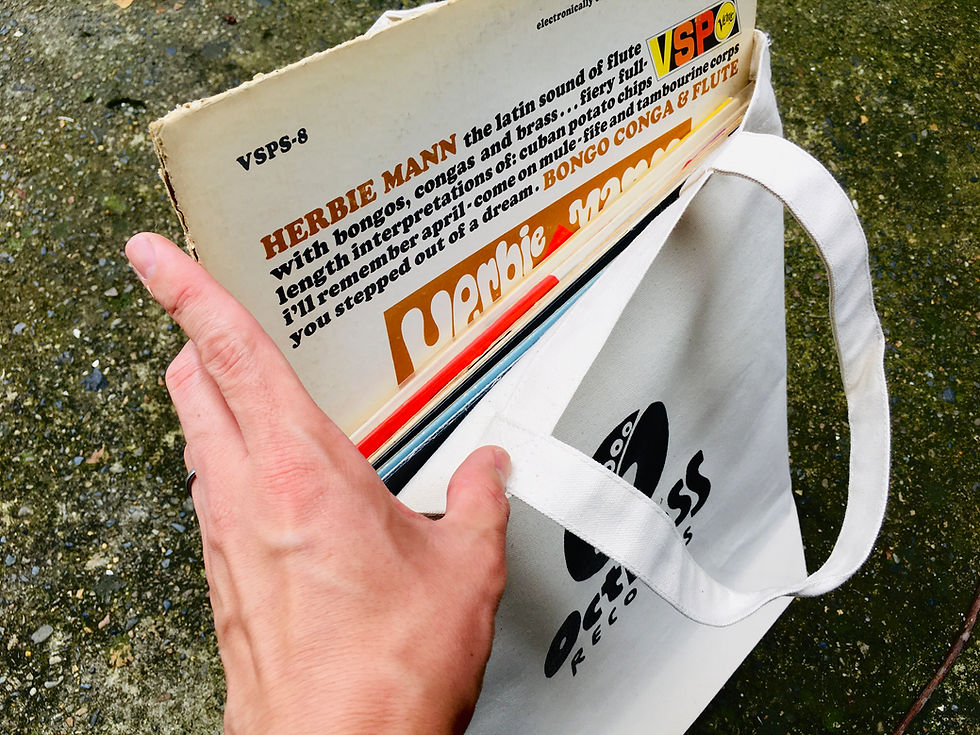 electronically
VSPS-8
VSP
Verve
HERBIE MANN the latin sound of flute
with bongos, congas and brass...fiery full-
length interpretations of: cuban potato chips
i'll remember april-come on mule-fife and tambourine corps
you stepped out of a dream. BONGO CONGA & FLUTE
Herbie Mann
RECO